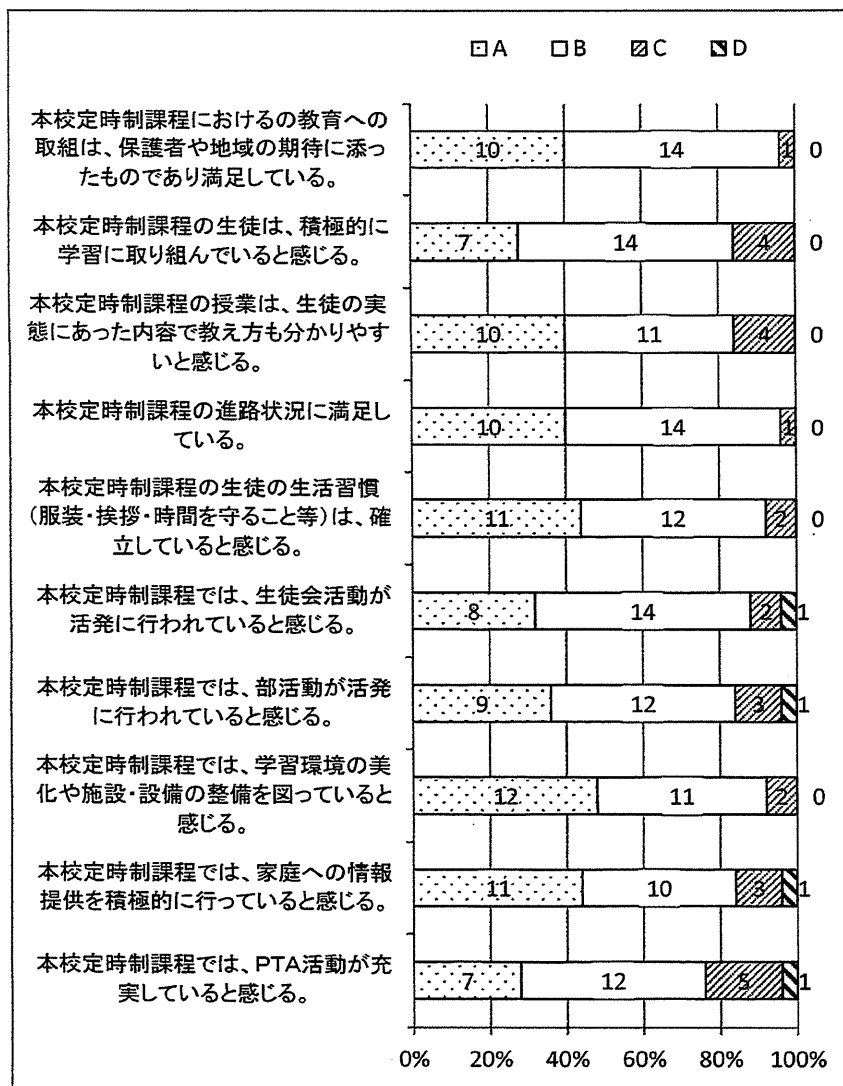 A B C D
本校定時制課程におけるの教育への
取組は、保護者や地域の期待に添っ
たものであり満足している。
10 14 1 0
本校定時制課程の生徒は、積極的に
学習に取り組んでいると感じる。
7 14 4 0
本校定時制課程の授業は、生徒の実
態にあった内容で教え方も分かりやす
いと感じる。
10 11 4 0
本校定時制課程の進路状況に満足し
ている。
10 14 1 0
本校定時制課程の生徒の生活習慣
(服装・挨拶・時間を守ること等)は、確
立していると感じる。
11 12 2 0
本校定時制課程では、生徒会活動が
活発に行われていると感じる。
8 14 2 1
本校定時制課程では、部活動が活発
に行われていると感じる。
9 12 3 1
本校定時制課程では、学習環境の美
化や施設・設備の整備を図っていると
感じる。
12 11 2 0
本校定時制課程では、家庭への情報
提供を積極的に行っていると感じる。
11 10 3 1
本校定時制課程では、PTA活動が充
実していると感じる。
7 12 5 1
0% 20% 40% 60% 80% 100%